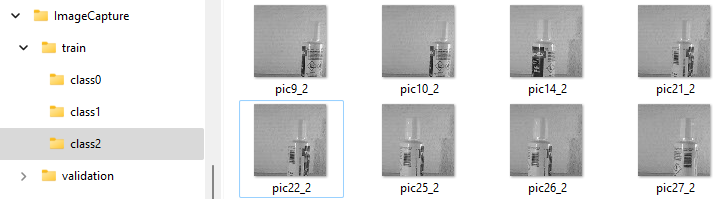 ImageCapture
train
class0
class1
class2
validation
pic9_2
pic10_2
pic14_2
pic21_2
pic22_2
pic25_2
pic26_2
pic27_2